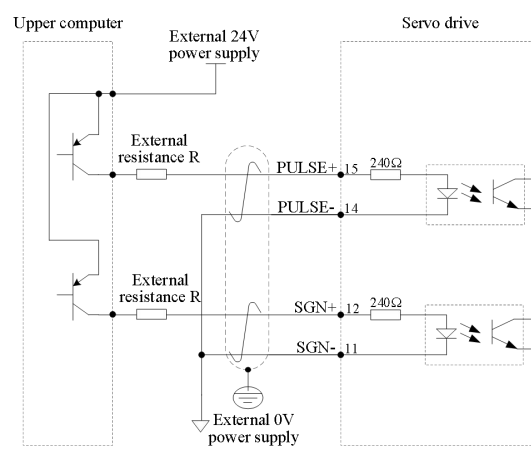 Upper computer
Servo drive
External 24V
power supply
External
resistance R
PULSE+
15
240Ω
PULSE-
14
External
resistance R
SGN+
12
240Ω
SGN-
11
External 0V
power supply